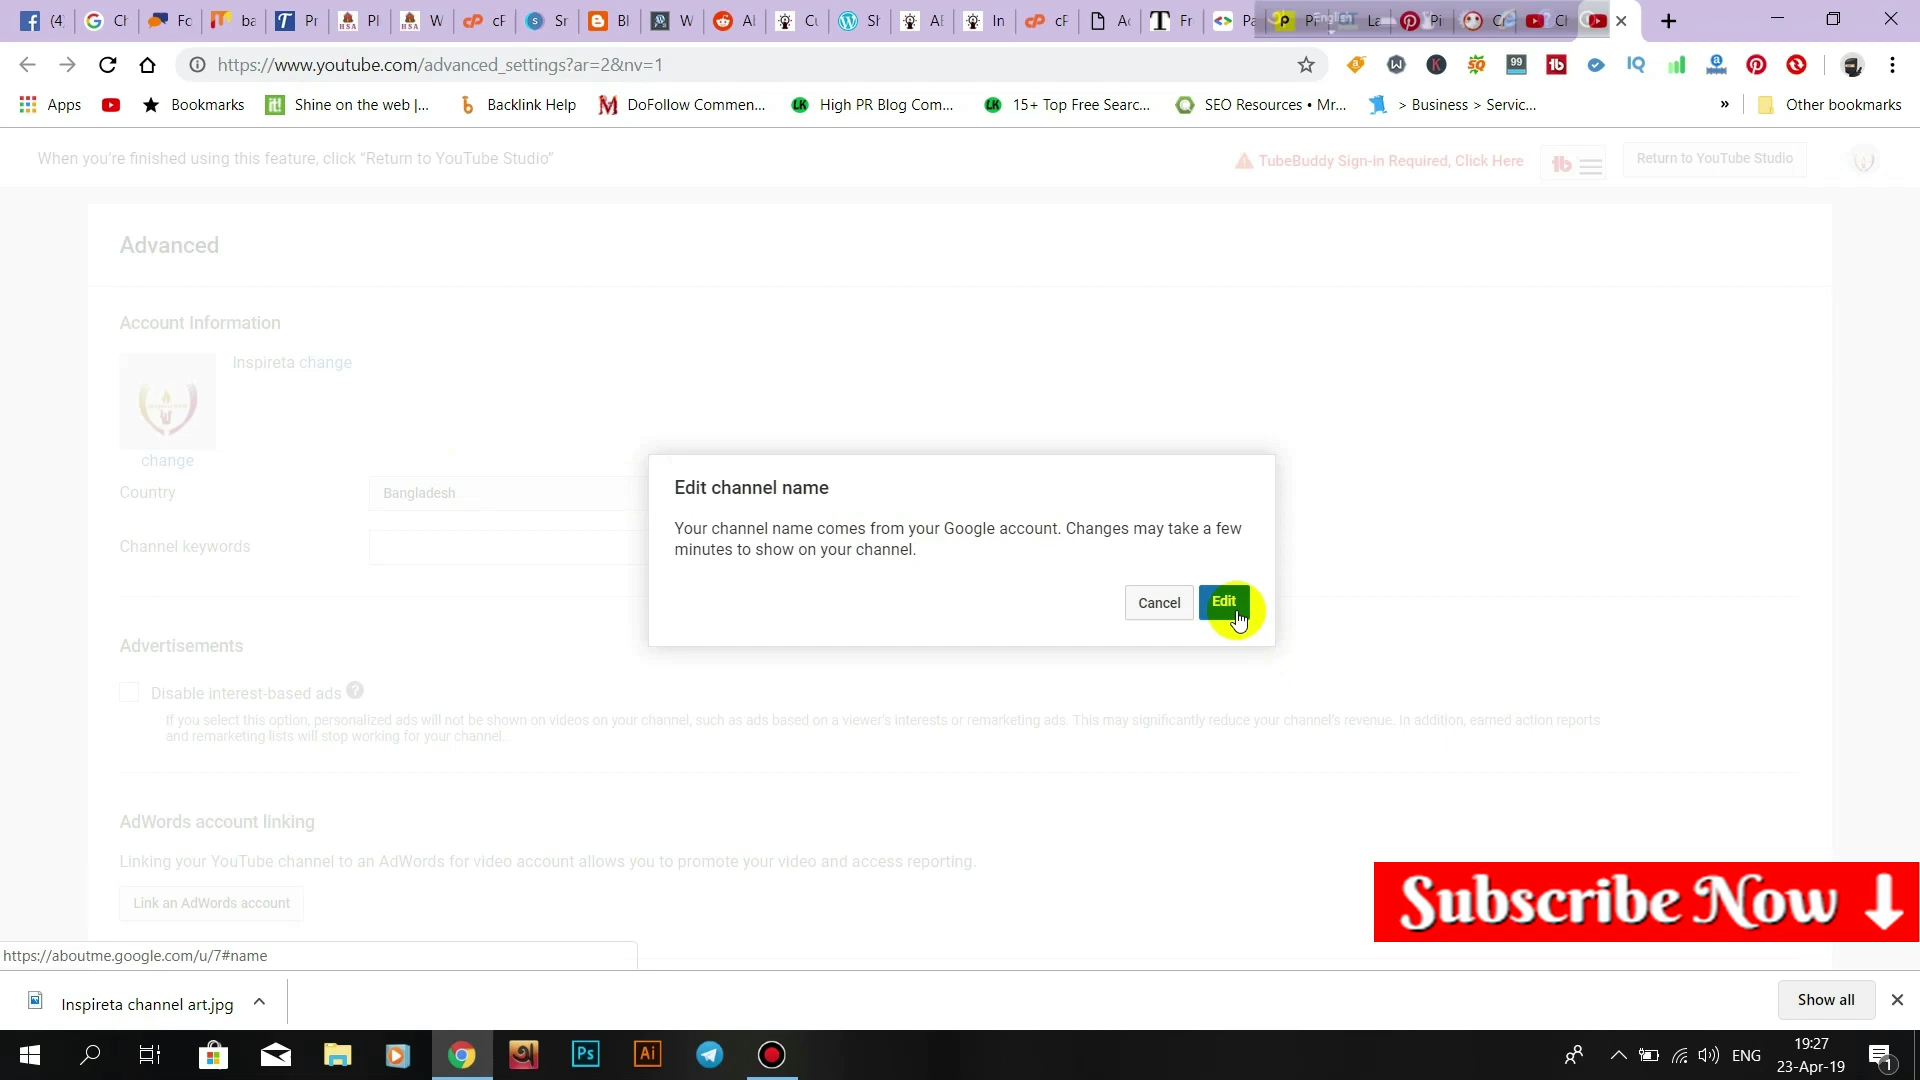 https://www.youtube.com/advanced_settings?ar=2&nv=1
Apps
Bookmarks
Shine on the web |...
Backlink Help
DoFollow Commen...
High PR Blog Com...
15+ Top Free Searc...
SEO Resources • Mr...
> Business > Servic...
»
Other bookmarks
When you're finished using this feature, click "Return to YouTube Studio"
TubeBuddy Sign-in Required, Click Here
Return to YouTube Studio
Advanced
Account Information
Inspireta change
change
Country
Bangladesh
Channel keywords
Edit channel name
Your channel name comes from your Google account. Changes may take a few
minutes to show on your channel.
Cancel
Edit
Advertisements
Disable interest-based ads
If you select this option, personalized ads will not be shown on videos on your channel, such as ads based on a viewer's interests or remarketing ads. This may significantly reduce your channel's revenue. In addition, earned action reports
and remarketing lists will stop working for your channel.
AdWords account linking
Linking your YouTube channel to an AdWords for video account allows you to promote your video and access reporting.
Link an AdWords account
Subscribe Now
https://aboutme.google.com/u/7#name
Inspireta channel art.jpg
Show all
Ps
Ai
ENG
19:27
23-Apr-19
1